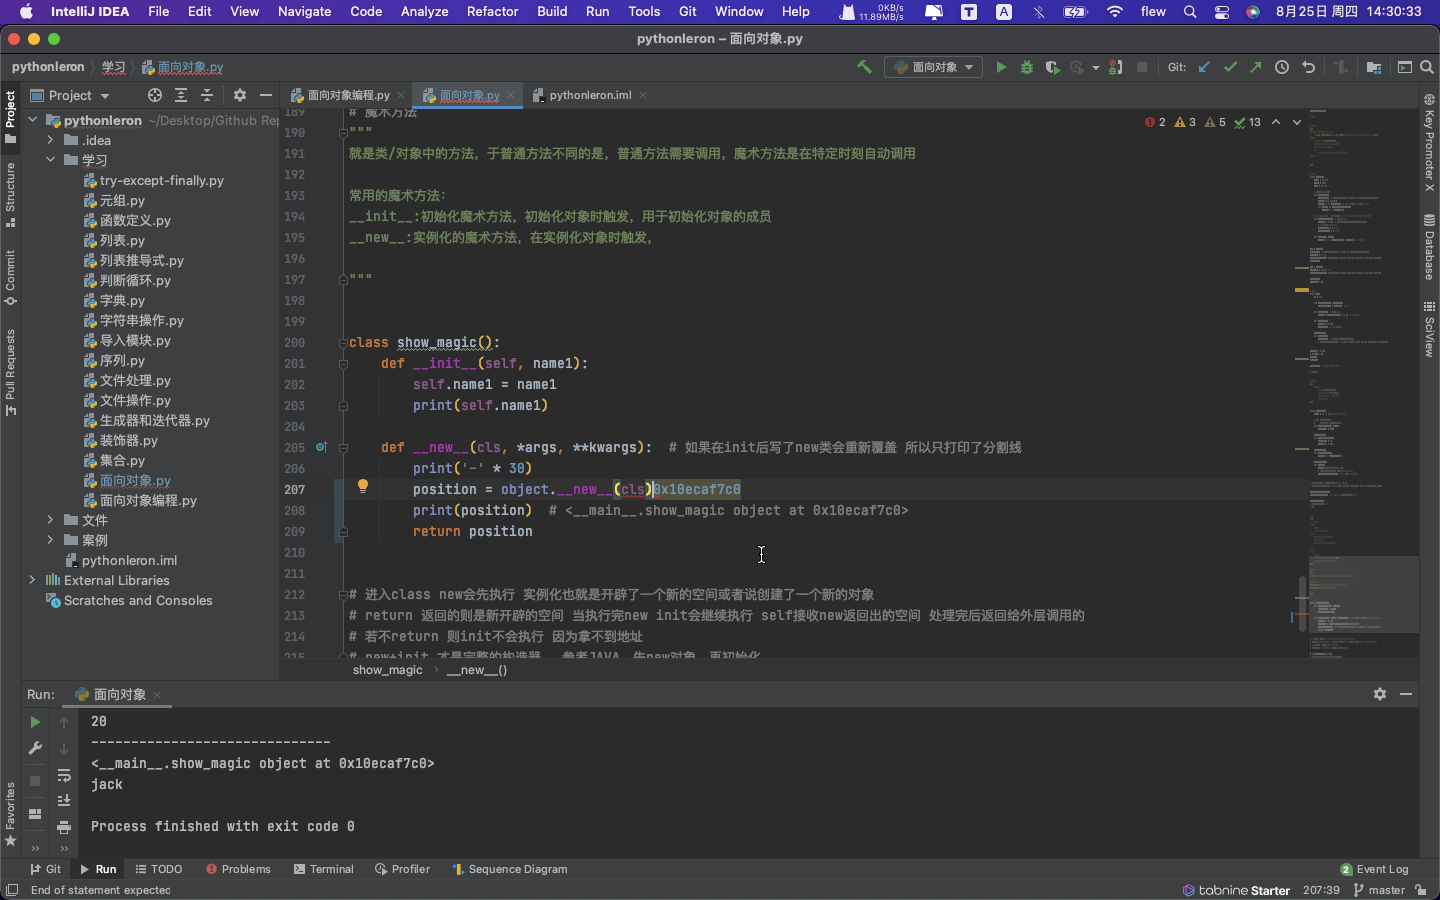 IntelliJ IDEA File Edit View Navigate Code Analyze Refactor Build Run Tools Git Window Help 0KB/s 11.89MB/s T A flew 8月25日 周四 14:30:33
pythonleron – 面向对象.py
pythonleron 学习 面向对象.py 面向对象 Git:
Project 面向对象编程.py 面向对象.py pythonleron.iml
pythonleron ~/Desktop/Github Rep
.idea
学习
try-except-finally.py
元组.py
函数定义.py
列表.py
列表推导式.py
判断循环.py
字典.py
字符串操作.py
导入模块.py
序列.py
文件处理.py
文件操作.py
生成器和迭代器.py
装饰器.py
集合.py
面向对象.py
面向对象编程.py
文件
案例
pythonleron.iml
External Libraries
Scratches and Consoles
Project
Structure
Commit
Pull Requests
Favorites
2 3 5 13
189 # 魔术方法
190 """
191 就是类/对象中的方法，于普通方法不同的是，普通方法需要调用，魔术方法是在特定时刻自动调用
192
193 常用的魔术方法：
194 __init__:初始化魔术方法，初始化对象时触发，用于初始化对象的成员
195 __new__:实例化的魔术方法，在实例化对象时触发，
196
197 """
198
199
200 class show_magic():
201 def __init__(self, name1):
202 self.name1 = name1
203 print(self.name1)
204
205 def __new__(cls, *args, **kwargs): # 如果在init后写了new类会重新覆盖 所以只打印了分割线
206 print('-' * 30)
207 position = object.__new__(cls)0x10ecaf7c0
208 print(position) # <__main__.show_magic object at 0x10ecaf7c0>
209 return position
210
211
212 # 进入class new会先执行 实例化也就是开辟了一个新的空间或者说创建了一个新的对象
213 # return 返回的则是新开辟的空间 当执行完new init会继续执行 self接收new返回出的空间 处理完后返回给外层调用的
214 # 若不return 则init不会执行 因为拿不到地址
215 # new+init 才是完整的构造器 参考JAVA 先new对象 再初始化
show_magic __new__()
Key Promoter X
Database
SciView
Run: 面向对象
20
------------------------------
<__main__.show_magic object at 0x10ecaf7c0>
jack
Process finished with exit code 0
Git Run TODO Problems Terminal Profiler Sequence Diagram 2 Event Log
End of statement expected tabnine Starter 207:39 master